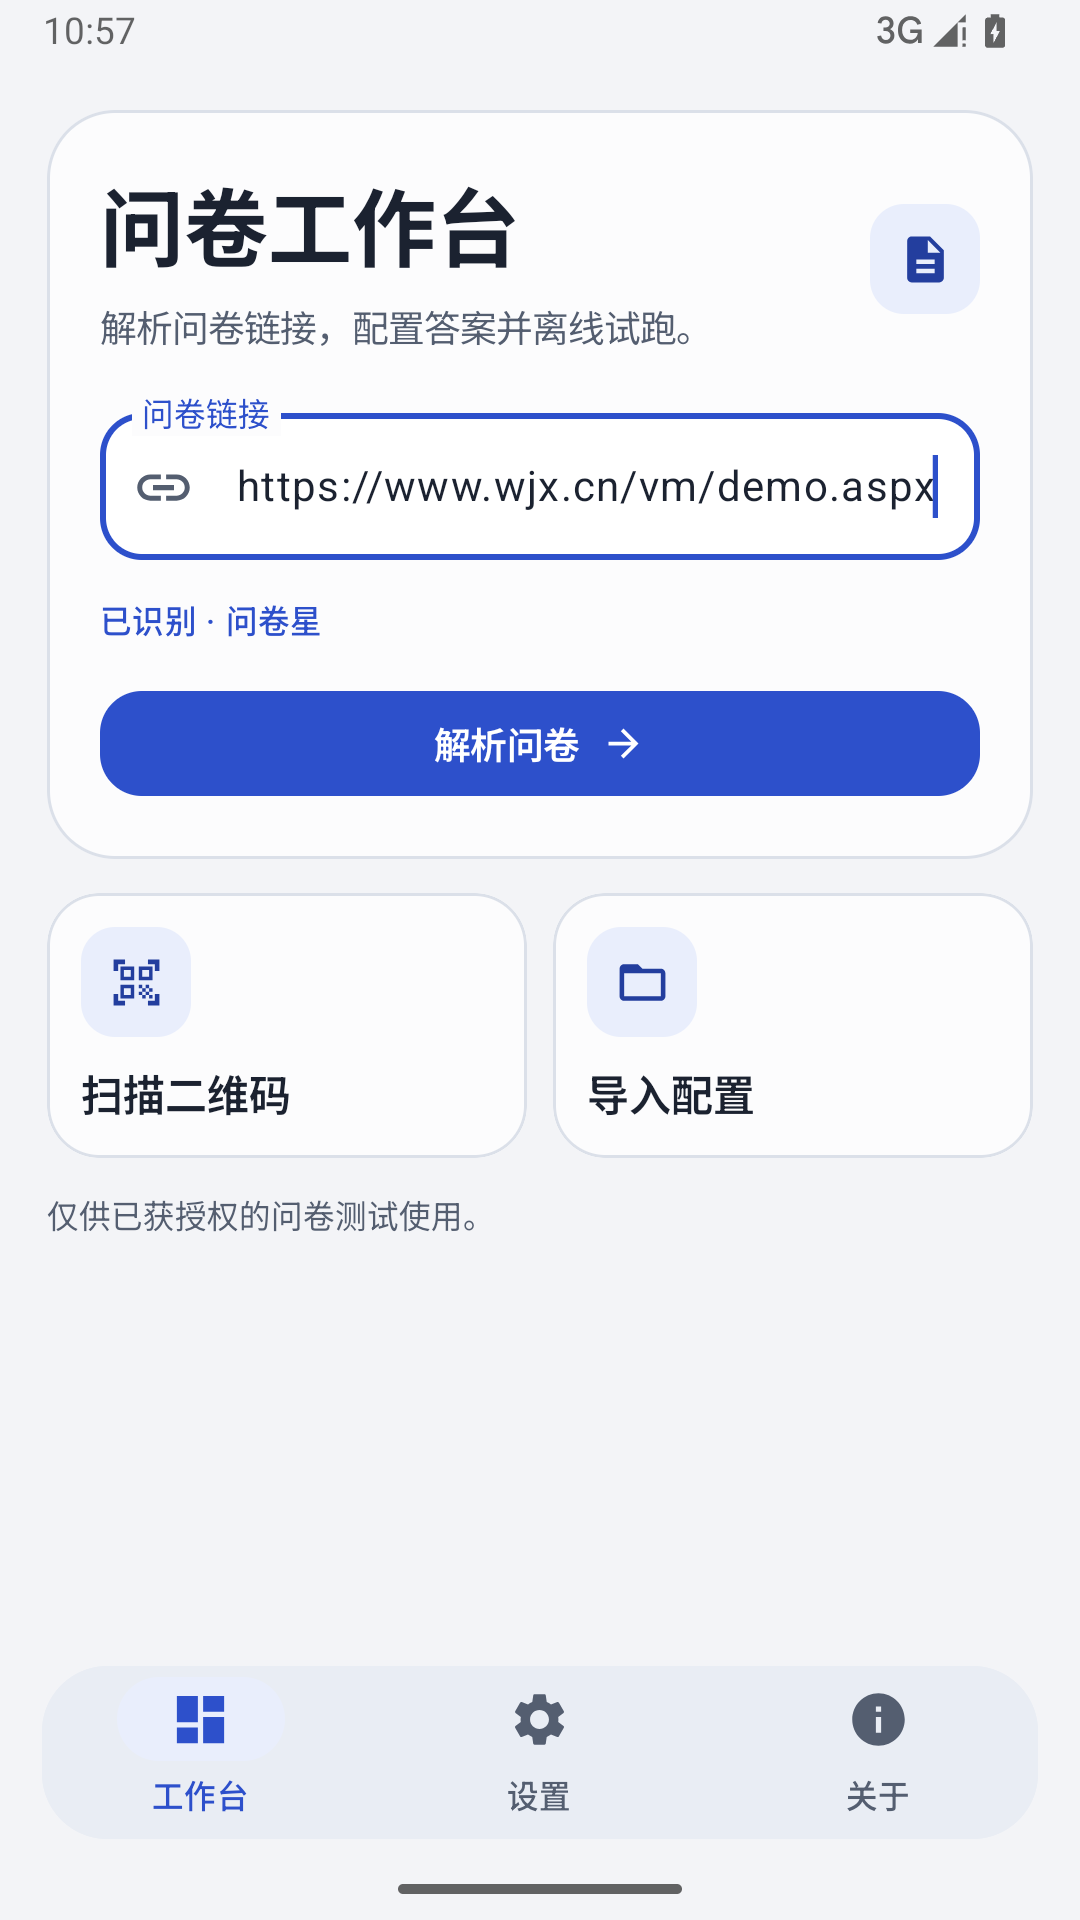 10:57
3G
问卷工作台
解析问卷链接，配置答案并离线试跑。
问卷链接
https://www.wjx.cn/vm/demo.aspx
已识别 · 问卷星
解析问卷
扫描二维码
导入配置
仅供已获授权的问卷测试使用。
工作台
设置
关于